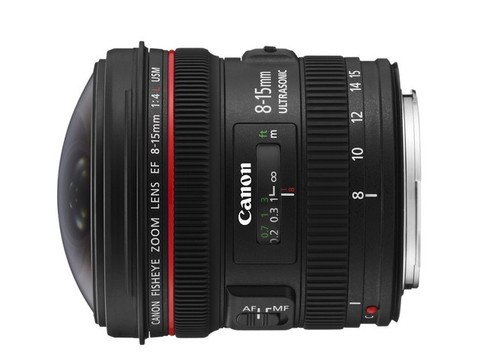 CANON FISHEYE ZOOM LENS EF 8-15mm 1:4 L USM
8-15mm
ULTRASONIC
Canon
ft m
0.7 1 3
0.2 0.3 1 ∞
AF MF
8 10 12 14 15